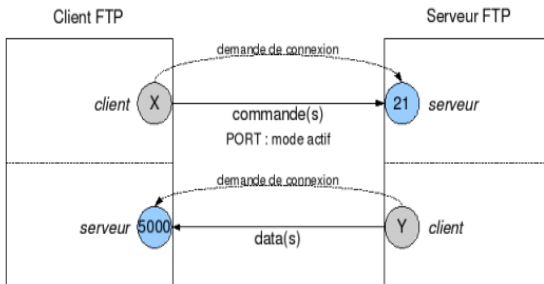 Client FTP
Serveur FTP
demande de connexion
client
X
21
serveur
commande(s)
PORT : mode actif
demande de connexion
serveur
5000
Y
client
data(s)